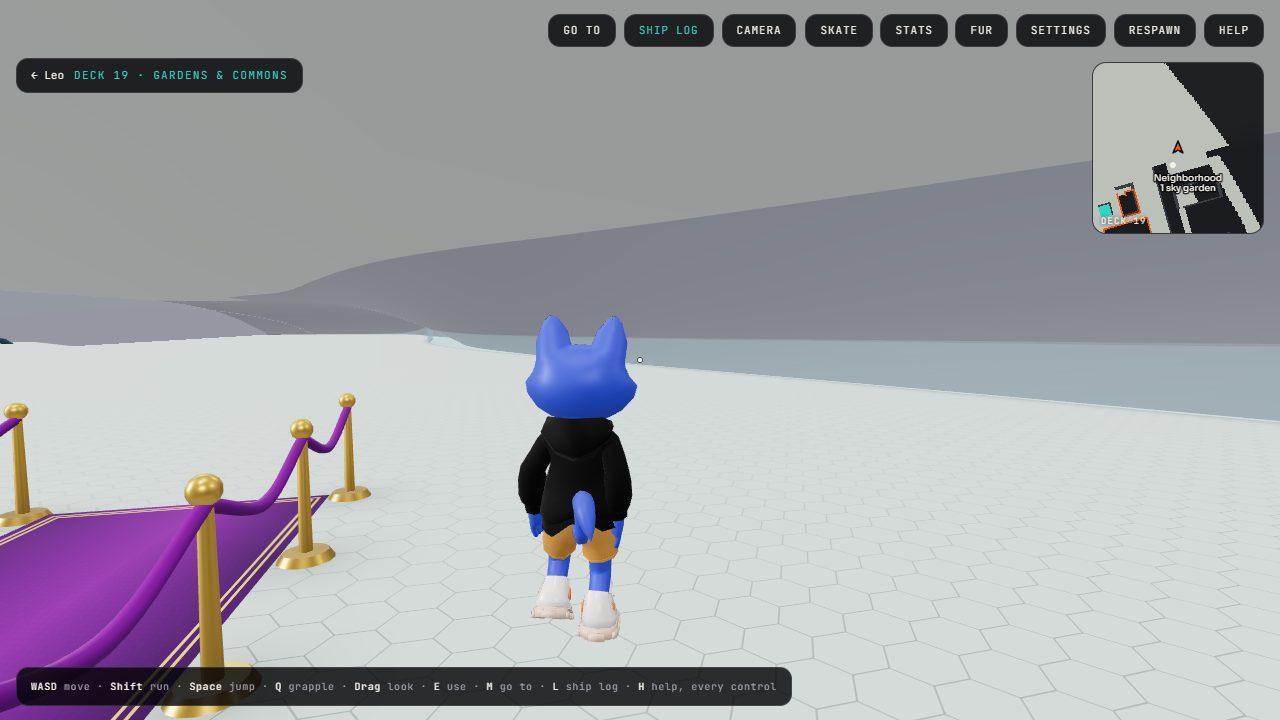 GO TO
SHIP LOG
CAMERA
SKATE
STATS
FUR
SETTINGS
RESPAWN
HELP
← Leo DECK 19 · GARDENS & COMMONS
Neighborhood
1 sky garden
DECK 19
WASD move · Shift run · Space jump · Q grapple · Drag look · E use · M go to · L ship log · H help, every control